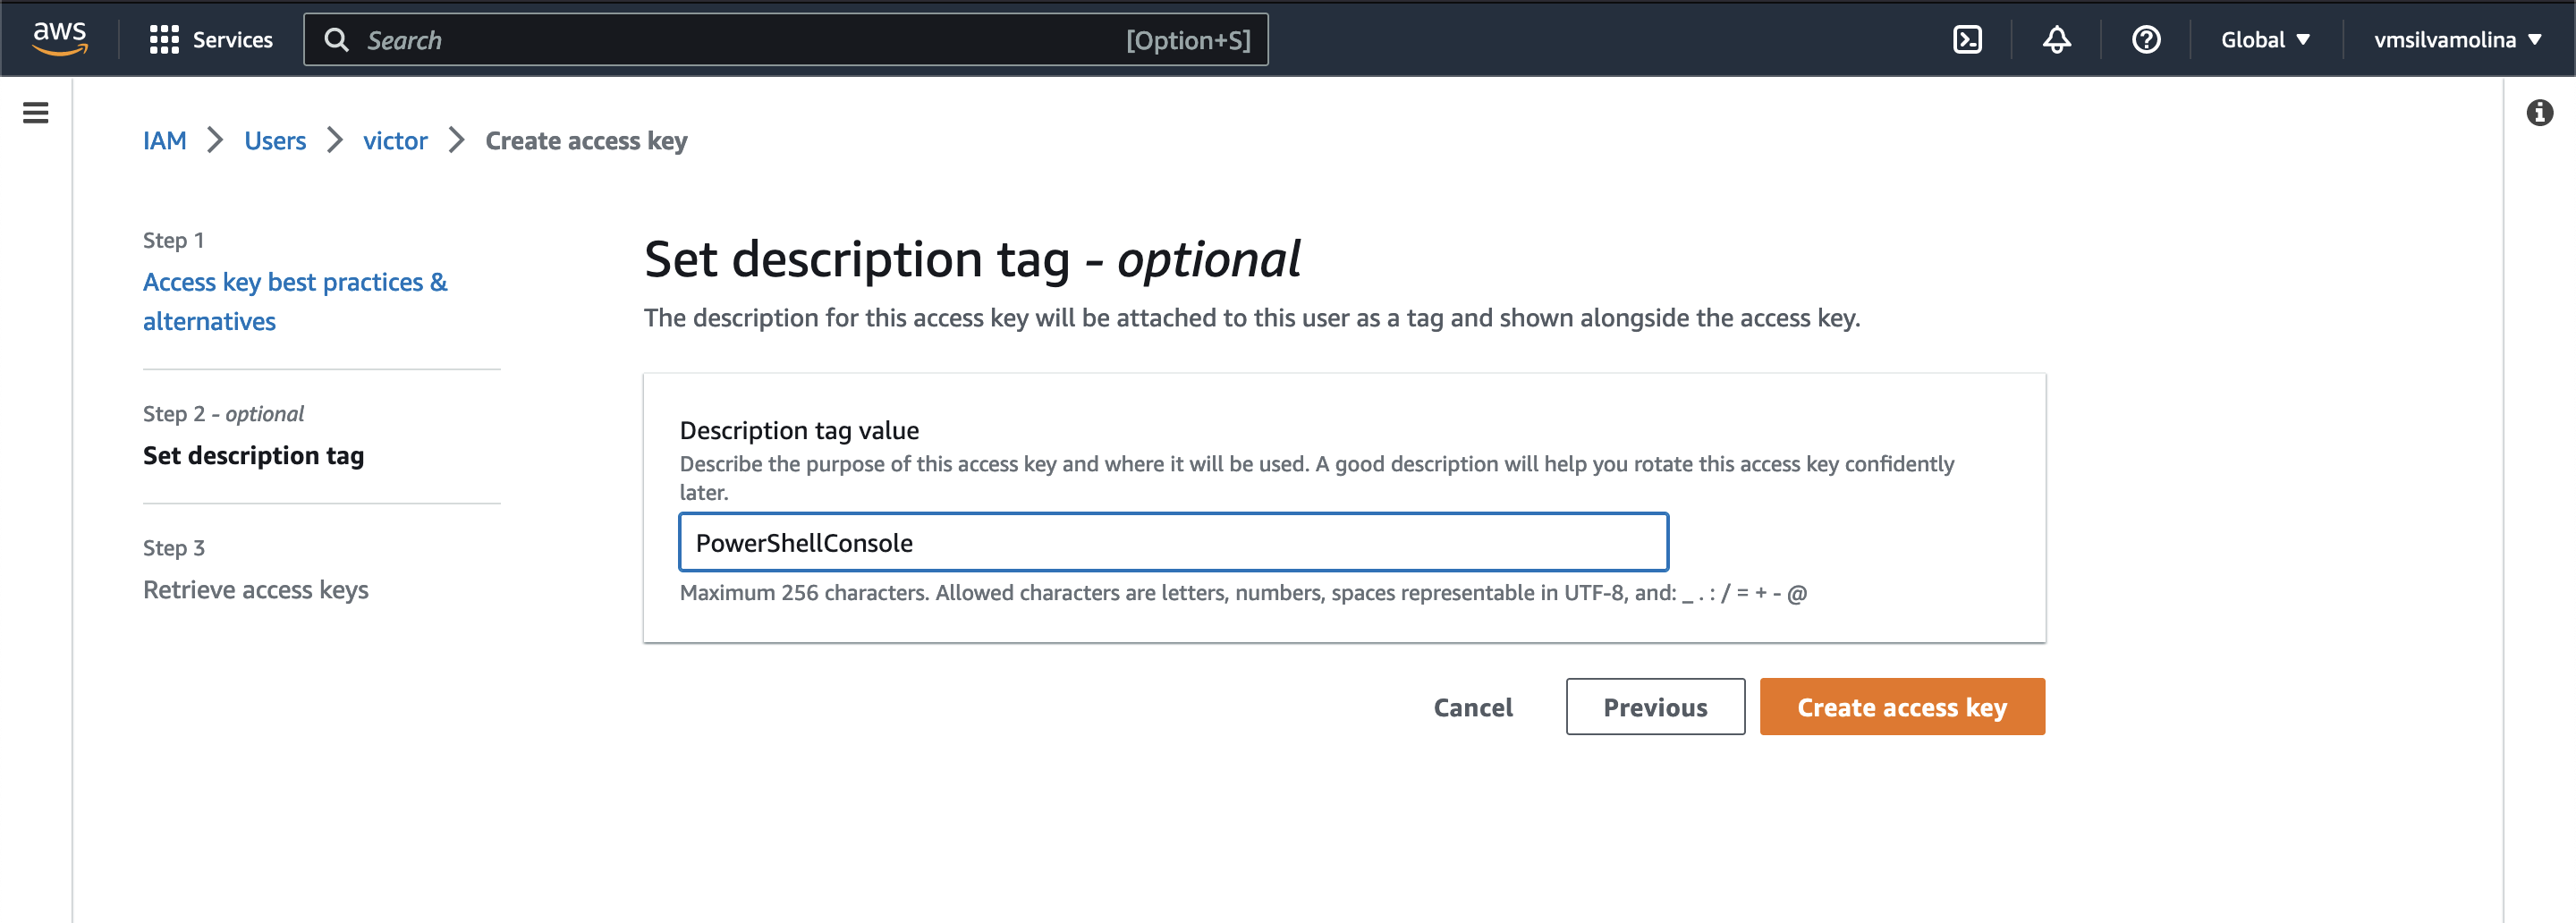 aws
Services
Search [Option+S]
Global
vmsilvamolina
IAM > Users > victor > Create access key
Step 1
Access key best practices &
alternatives
Step 2 - optional
Set description tag
Step 3
Retrieve access keys
Set description tag - optional
The description for this access key will be attached to this user as a tag and shown alongside the access key.
Description tag value
Describe the purpose of this access key and where it will be used. A good description will help you rotate this access key confidently
later.
PowerShellConsole
Maximum 256 characters. Allowed characters are letters, numbers, spaces representable in UTF-8, and: _ . : / = + - @
Cancel
Previous
Create access key